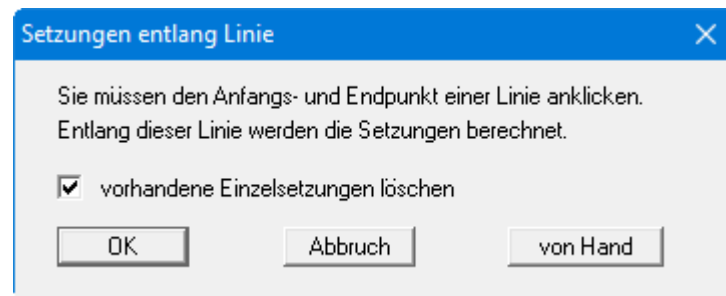 Setzungen entlang Linie
Sie müssen den Anfangs- und Endpunkt einer Linie anklicken.
Entlang dieser Linie werden die Setzungen berechnet.
vorhandene Einzelsetzungen löschen
OK Abbruch von Hand